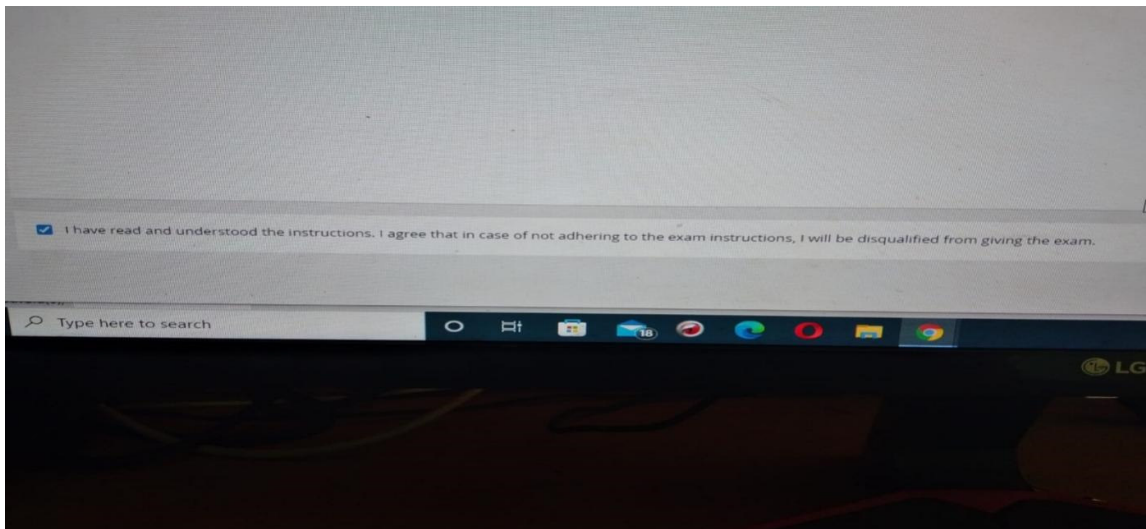 I have read and understood the instructions. I agree that in case of not adhering to the exam instructions, I will be disqualified from giving the exam.
Type here to search
18
LG